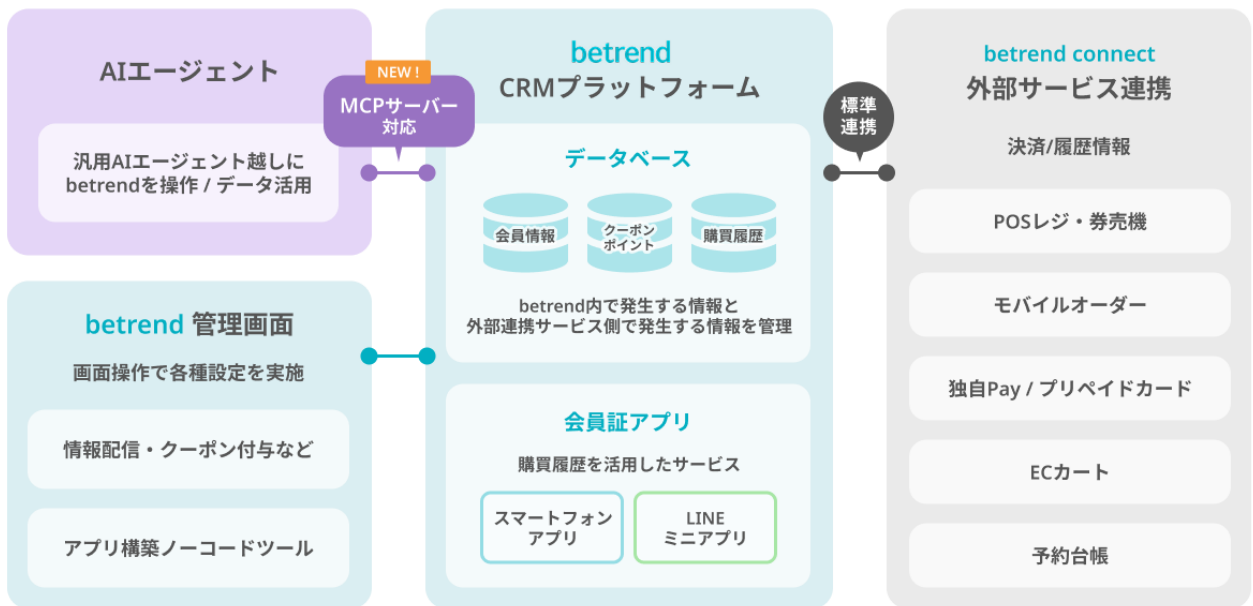 AIエージェント
汎用AIエージェント越しに
betrendを操作 / データ活用
NEW !
MCPサーバー
対応
betrend 管理画面
画面操作で各種設定を実施
情報配信・クーポン付与など
アプリ構築ノーコードツール
betrend
CRMプラットフォーム
データベース
会員情報
クーポン
ポイント
購買履歴
betrend内で発生する情報と
外部連携サービス側で発生する情報を管理
会員証アプリ
購買履歴を活用したサービス
スマートフォン
アプリ
LINE
ミニアプリ
標準
連携
betrend connect
外部サービス連携
決済/履歴情報
POSレジ・券売機
モバイルオーダー
独自Pay / プリペイドカード
ECカート
予約台帳